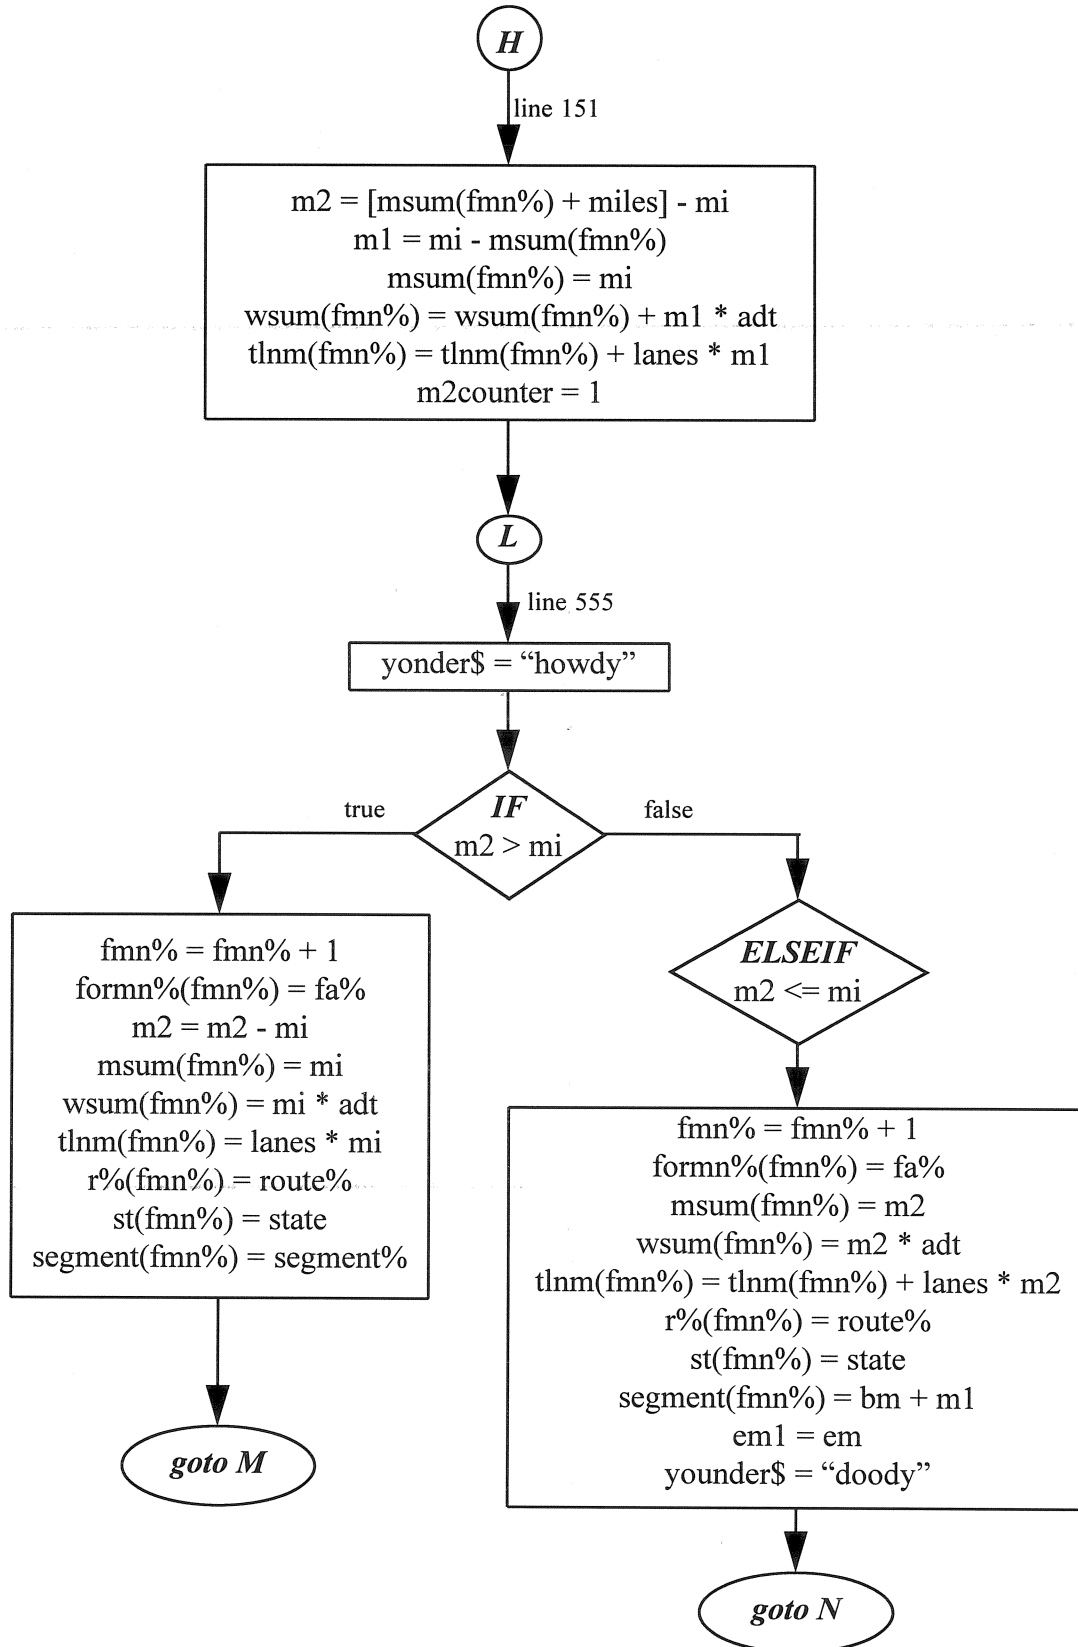 H
line 151
m2 = [msum(fmn%) + miles] - mi
m1 = mi - msum(fmn%)
msum(fmn%) = mi
wsum(fmn%) = wsum(fmn%) + m1 * adt
tlnm(fmn%) = tlnm(fmn%) + lanes * m1
m2counter = 1
L
line 555
yonder$ = “howdy”
IF
m2 > mi
true
false
fmn% = fmn% + 1
formn%(fmn%) = fa%
m2 = m2 - mi
msum(fmn%) = mi
wsum(fmn%) = mi * adt
tlnm(fmn%) = lanes * mi
r%(fmn%) = route%
st(fmn%) = state
segment(fmn%) = segment%
goto M
ELSEIF
m2 <= mi
fmn% = fmn% + 1
formn%(fmn%) = fa%
msum(fmn%) = m2
wsum(fmn%) = m2 * adt
tlnm(fmn%) = tlnm(fmn%) + lanes * m2
r%(fmn%) = route%
st(fmn%) = state
segment(fmn%) = bm + m1
em1 = em
younder$ = “doody”
goto N